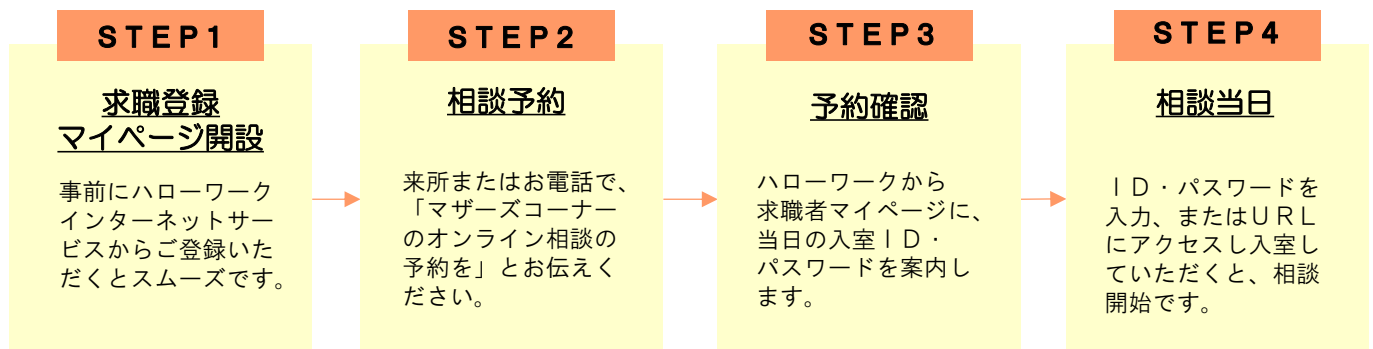 STEP1
求職登録
マイページ開設
事前にハローワーク
インターネットサー
ビスからご登録いた
だくとスムーズです。
STEP2
相談予約
来所またはお電話で、
「マザーズコーナー
のオンライン相談の
予約を」とお伝えく
ださい。
STEP3
予約確認
ハローワークから
求職者マイページに、
当日の入室ID・
パスワードを案内し
ます。
STEP4
相談当日
ID・パスワードを
入力、またはURL
にアクセスし入室し
ていただくと、相談
開始です。